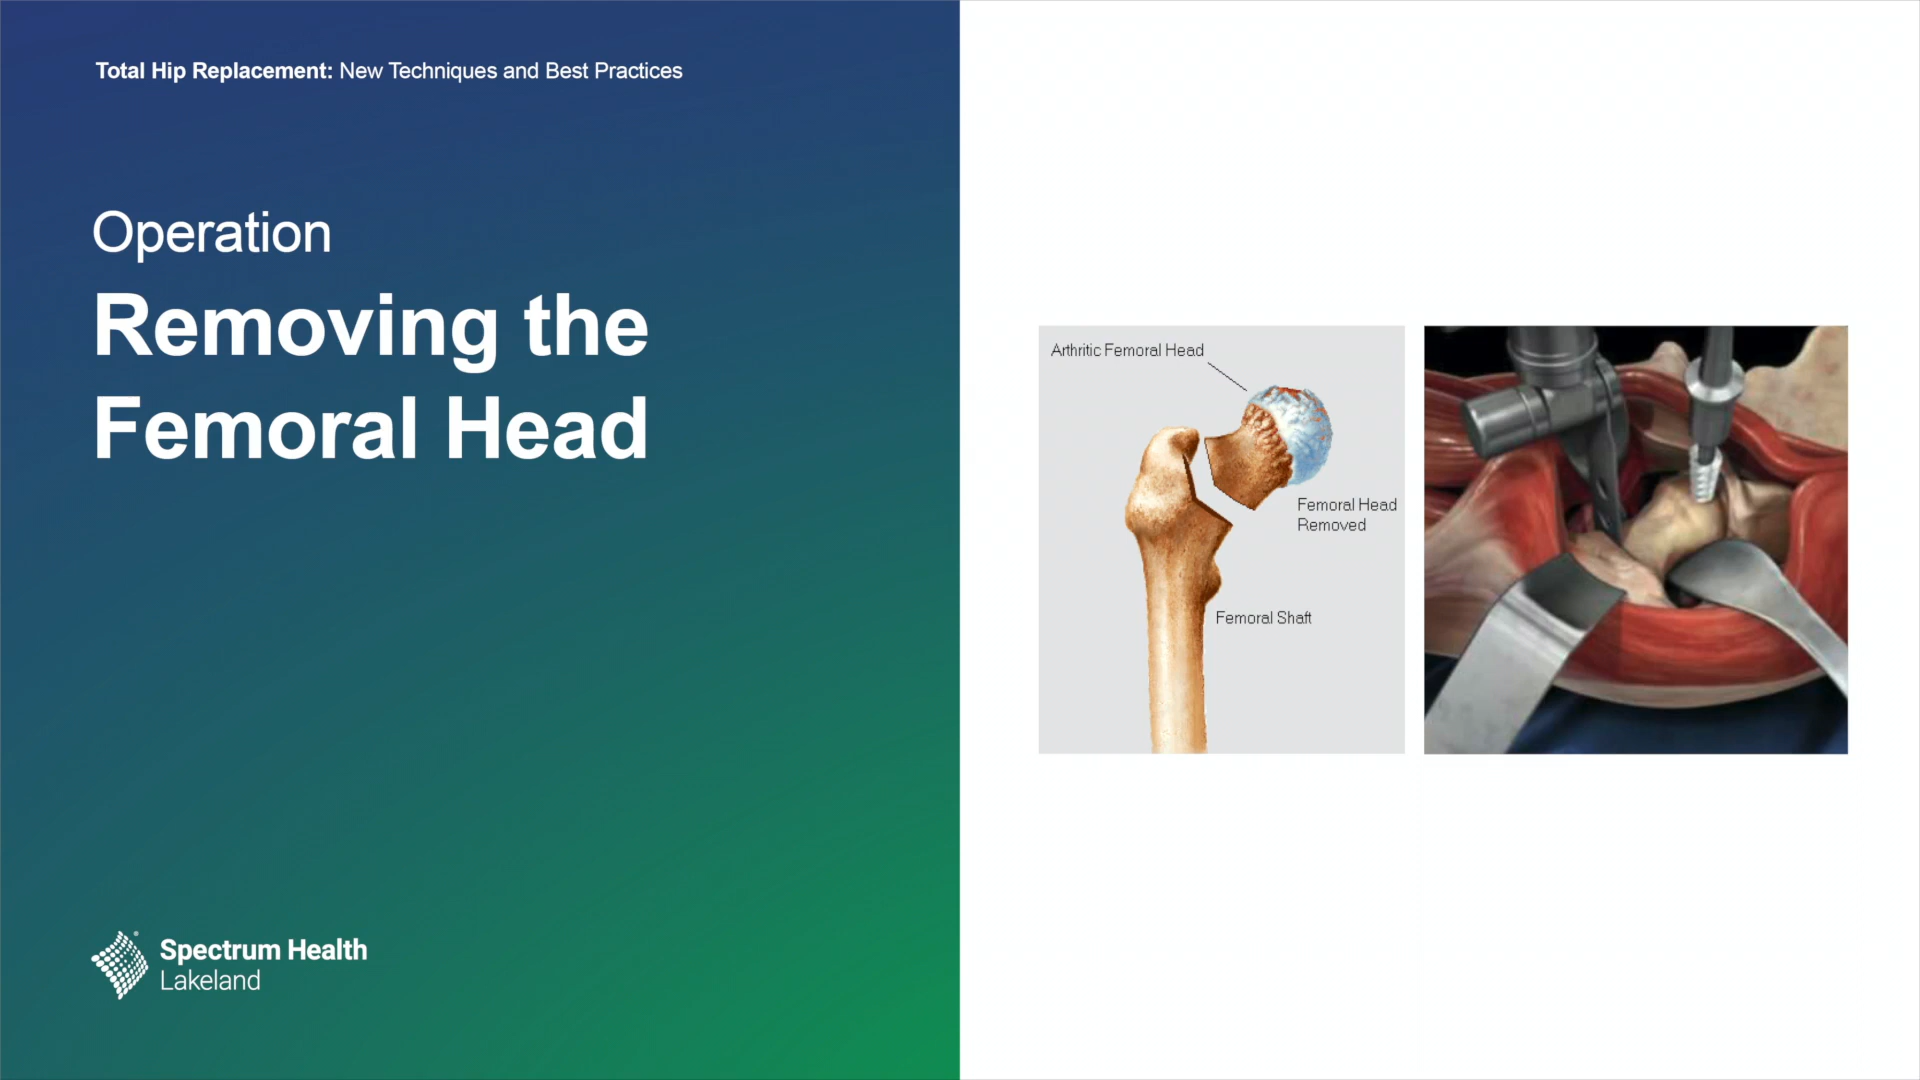 Total Hip Replacement: New Techniques and Best Practices
Operation
Removing the
Femoral Head
Arthritic Femoral Head
Femoral Head
Removed
Femoral Shaft
Spectrum Health
Lakeland